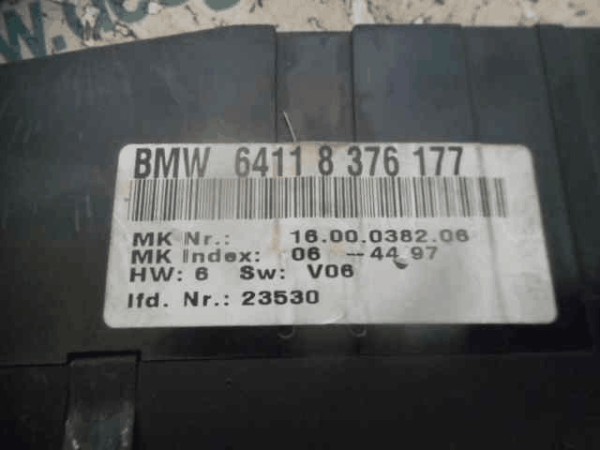 BMW 6411 8 376 177
MK Nr.: 16.00.0382.06
MK Index: 06 -44 97
HW: 6 Sw: V06
lfd. Nr.: 23530